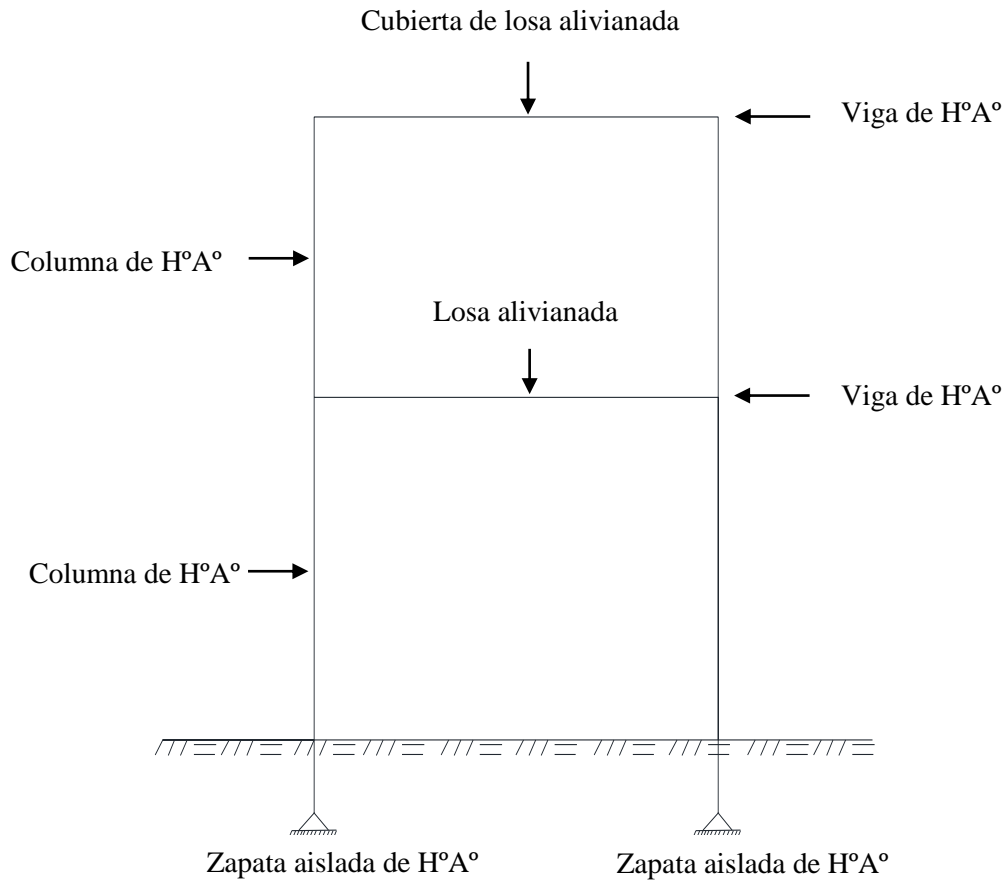 Cubierta de losa alivianada
Viga de HºAº
Columna de HºAº
Losa alivianada
Viga de HºAº
Columna de HºAº
Zapata aislada de HºAº
Zapata aislada de HºAº